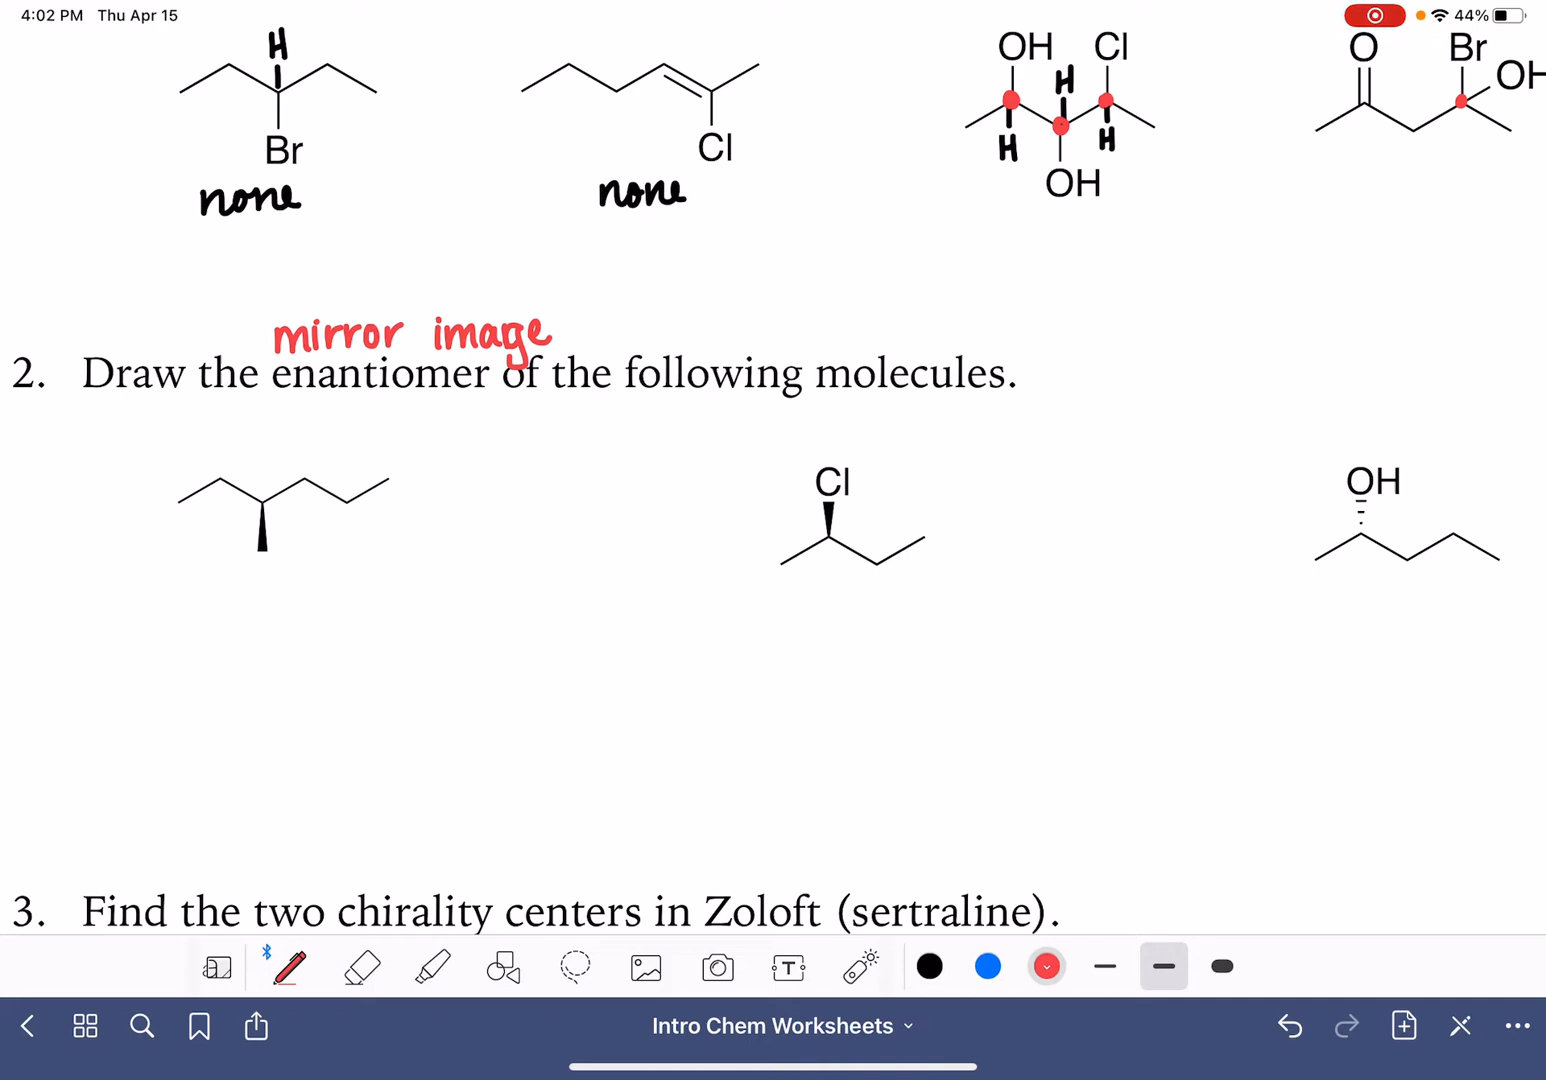 4:02 PM Thu Apr 15
44%
H
Br
none
Cl
none
OH Cl
H
H
H
OH
O
Br
OH
mirror image
2. Draw the enantiomer of the following molecules.
Cl
OH
3. Find the two chirality centers in Zoloft (sertraline).
a
T
Intro Chem Worksheets